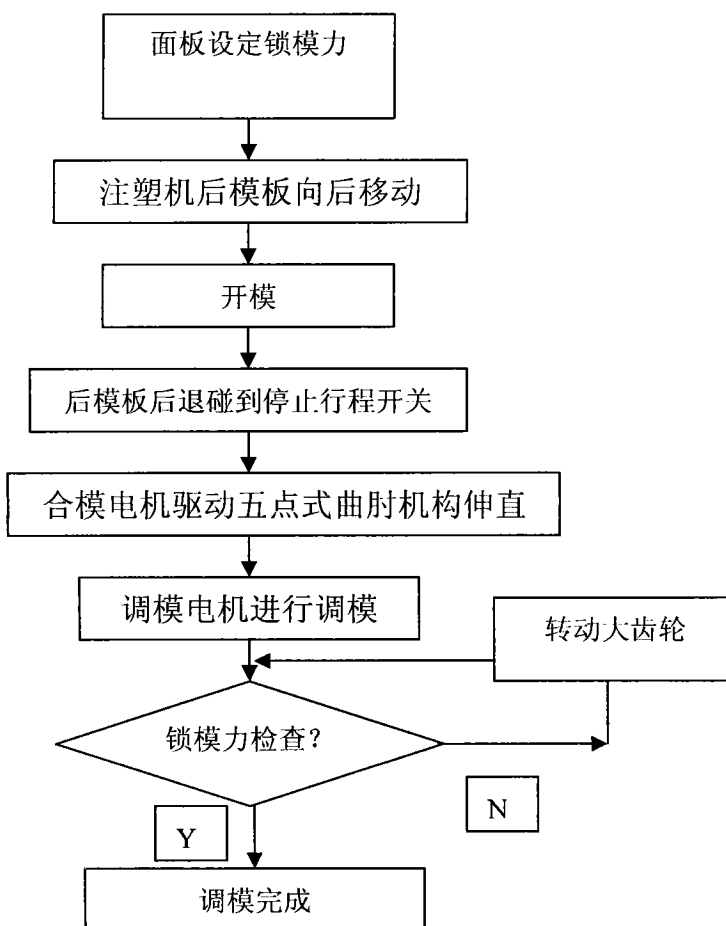 面板设定锁模力
注塑机后模板向后移动
开模
后模板后退碰到停止行程开关
合模电机驱动五点式曲肘机构伸直
调模电机进行调模
转动大齿轮
锁模力检查？
N
Y
调模完成